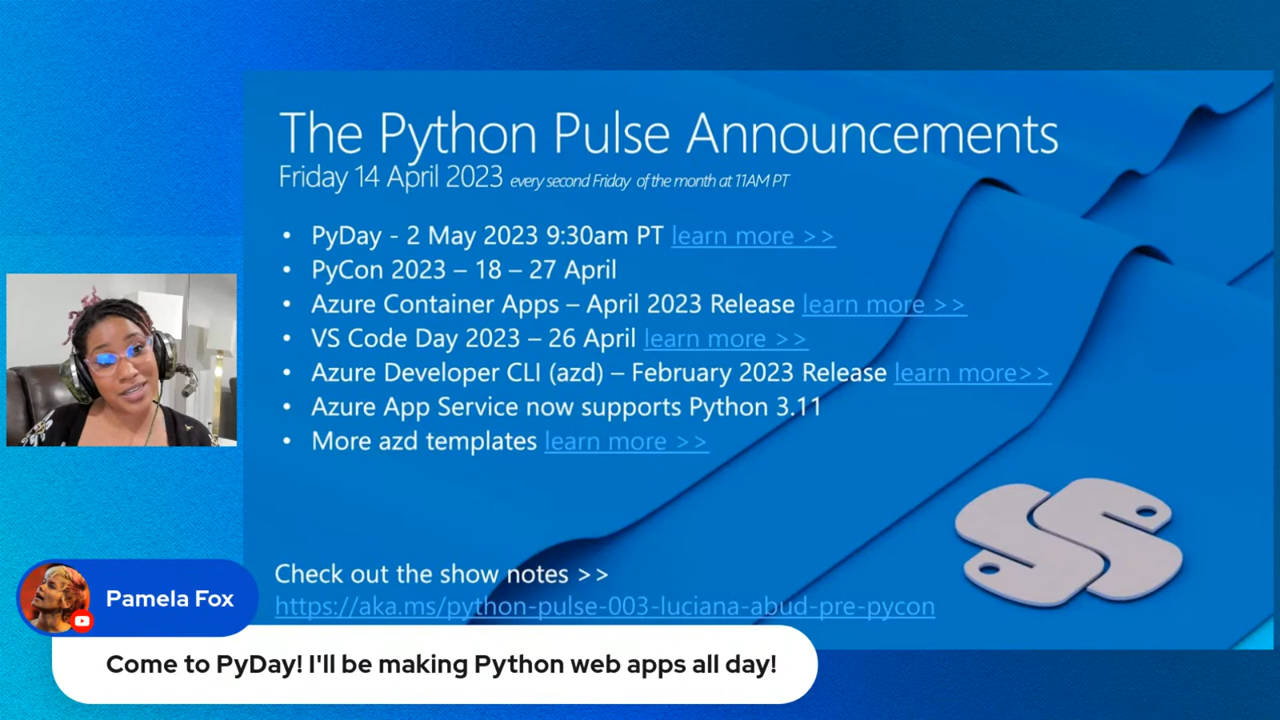 The Python Pulse Announcements
Friday 14 April 2023 every second Friday of the month at 11AM PT
• PyDay - 2 May 2023 9:30am PT learn more >>
• PyCon 2023 – 18 – 27 April
• Azure Container Apps – April 2023 Release learn more >>
• VS Code Day 2023 – 26 April learn more >>
• Azure Developer CLI (azd) – February 2023 Release learn more>>
• Azure App Service now supports Python 3.11
• More azd templates learn more >>
Check out the show notes >>
https://aka.ms/python-pulse-003-luciana-abud-pre-pycon
Pamela Fox
Come to PyDay! I'll be making Python web apps all day!